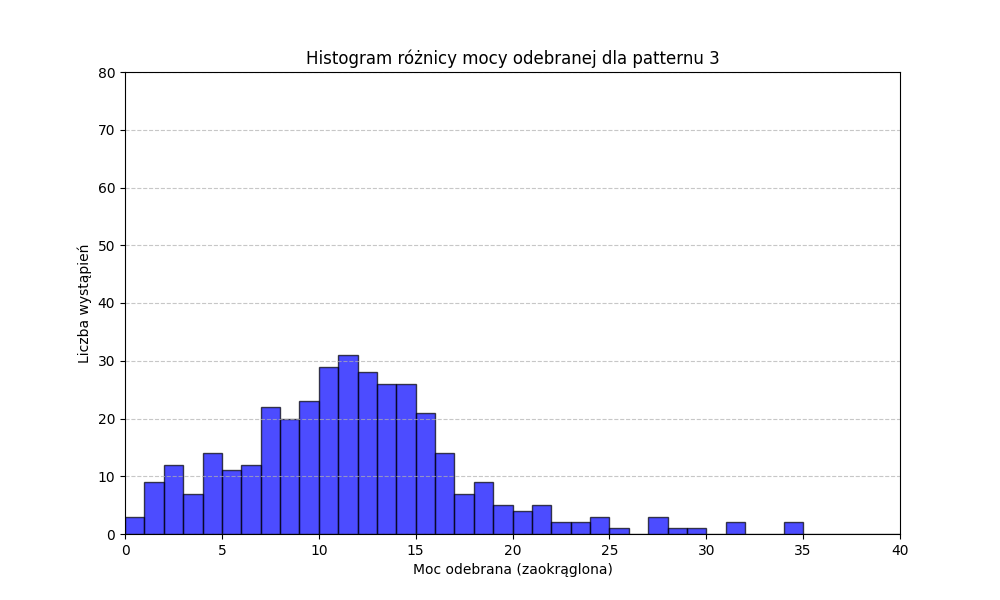 Histogram różnicy mocy odebranej dla patternu 3
80
70
60
50
40
30
20
10
0
Liczba wystąpień
0 5 10 15 20 25 30 35 40
Moc odebrana (zaokrąglona)